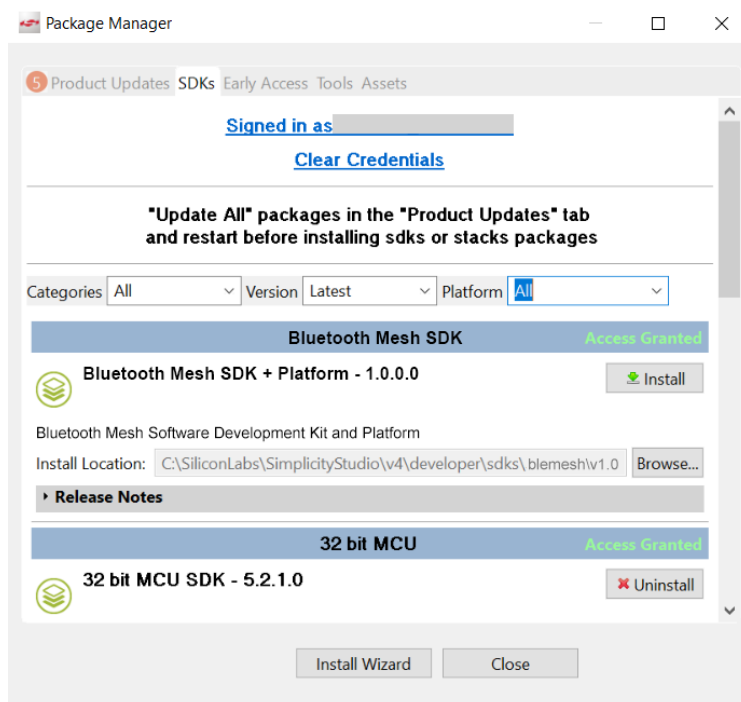 Package Manager
5 Product Updates SDKs Early Access Tools Assets
Signed in as
Clear Credentials
"Update All" packages in the "Product Updates" tab
and restart before installing sdks or stacks packages
Categories All Version Latest Platform All
Bluetooth Mesh SDK Access Granted
Bluetooth Mesh SDK + Platform - 1.0.0.0 Install
Bluetooth Mesh Software Development Kit and Platform
Install Location: C:\SiliconLabs\SimplicityStudio\v4\developer\sdks\blemesh\v1.0 Browse...
Release Notes
32 bit MCU Access Granted
32 bit MCU SDK - 5.2.1.0 Uninstall
Install Wizard Close